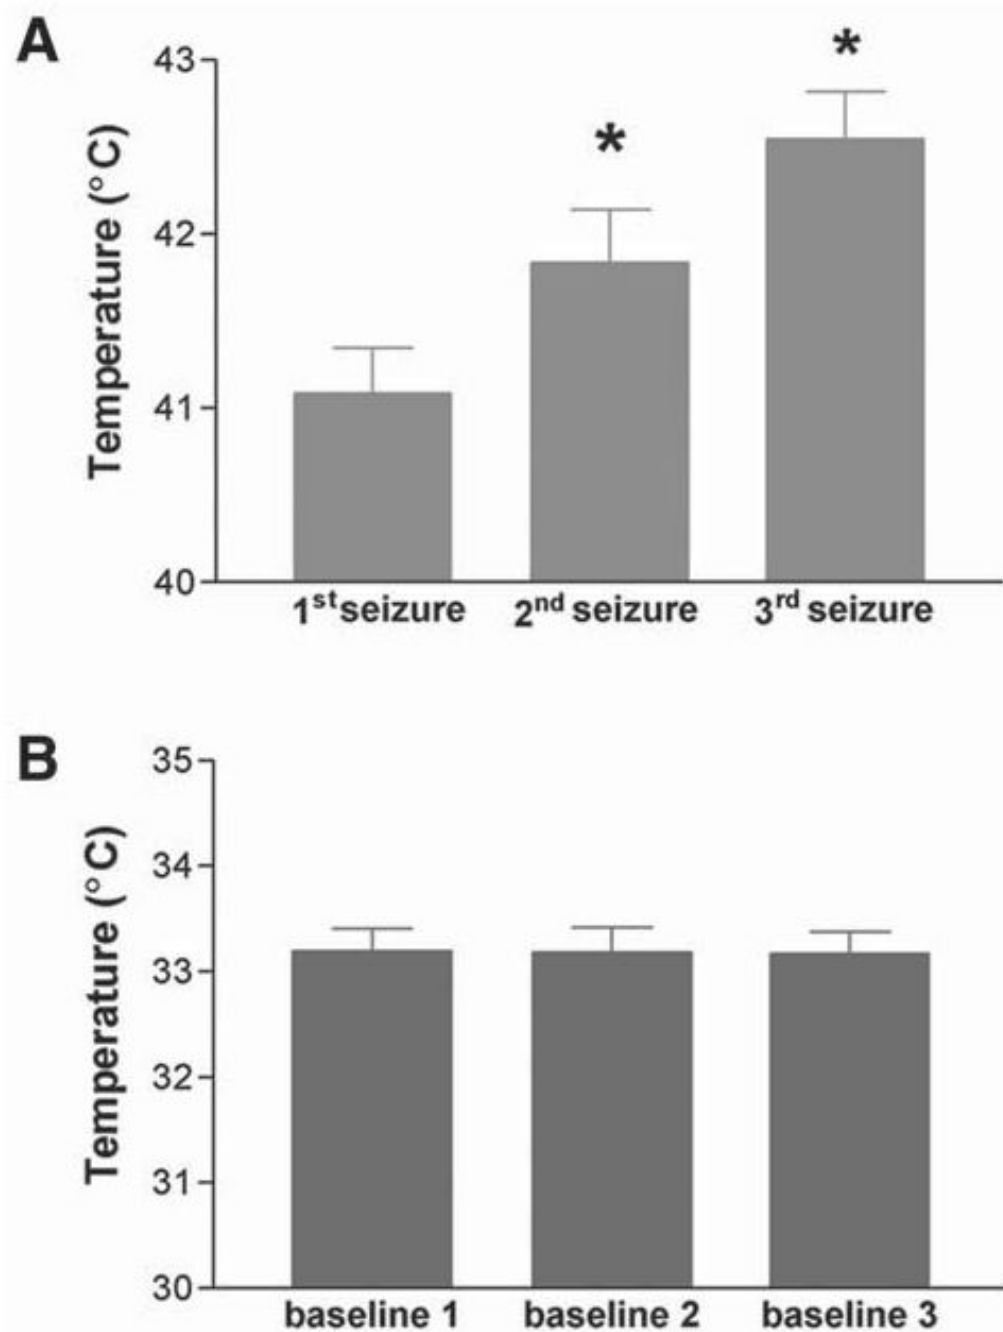 A
43
*
*
42
41
40
Temperature (°C)
1st seizure 2nd seizure 3rd seizure
B
35
34
33
32
31
30
Temperature (°C)
baseline 1 baseline 2 baseline 3